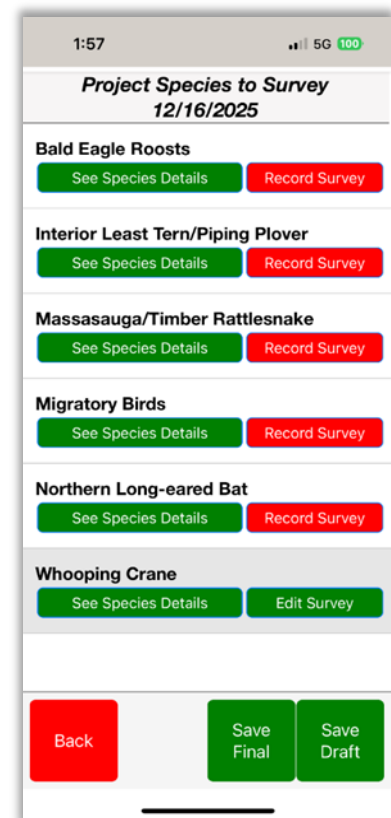 1:57 5G 100
Project Species to Survey
12/16/2025
Bald Eagle Roosts
See Species Details Record Survey
Interior Least Tern/Piping Plover
See Species Details Record Survey
Massasauga/Timber Rattlesnake
See Species Details Record Survey
Migratory Birds
See Species Details Record Survey
Northern Long-eared Bat
See Species Details Record Survey
Whooping Crane
See Species Details Edit Survey
Back
Save Final
Save Draft